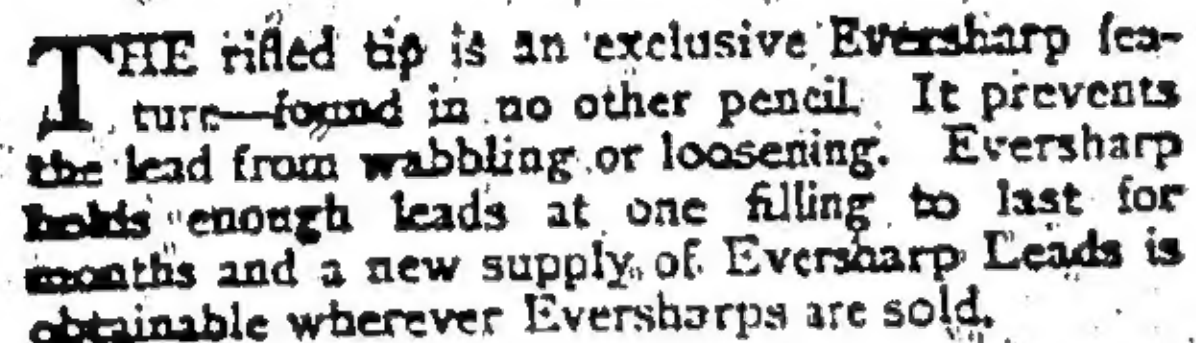 THE rifled tip is an exclusive Eversharp fea-
ture—found in no other pencil. It prevents
the lead from wabbling or loosening. Eversharp
holds enough leads at one filling to last for
months and a new supply of Eversharp Leads is
obtainable wherever Eversharps are sold.